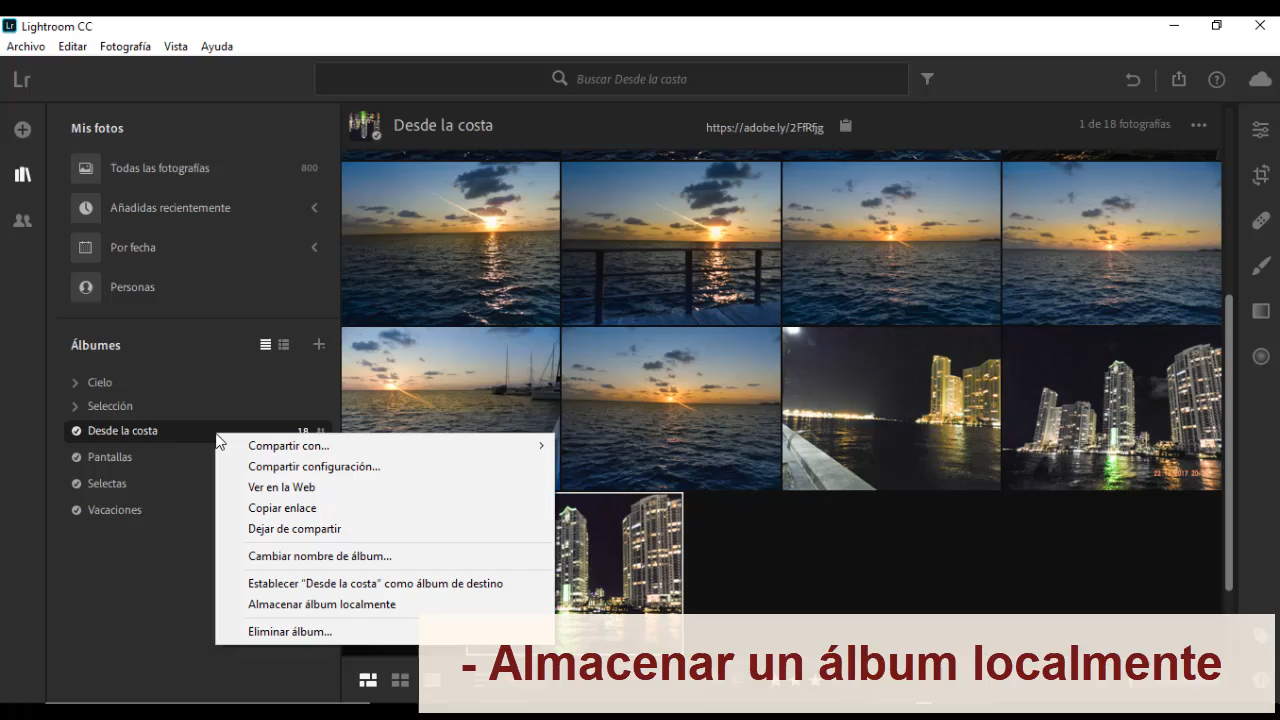 Lr Lightroom CC
Archivo Editar Fotografía Vista Ayuda
Lr
Buscar Desde la costa
Mis fotos
Todas las fotografías 800
Añadidas recientemente
Por fecha
Personas
Álbumes
Cielo
Selección
Desde la costa 18
Pantallas
Selectas
Vacaciones
Desde la costa
https://adobe.ly/2FfRfjg
1 de 18 fotografías
Compartir con...
Compartir configuración...
Ver en la Web
Copiar enlace
Dejar de compartir
Cambiar nombre de álbum...
Establecer "Desde la costa" como álbum de destino
Almacenar álbum localmente
Eliminar álbum...
- Almacenar un álbum localmente